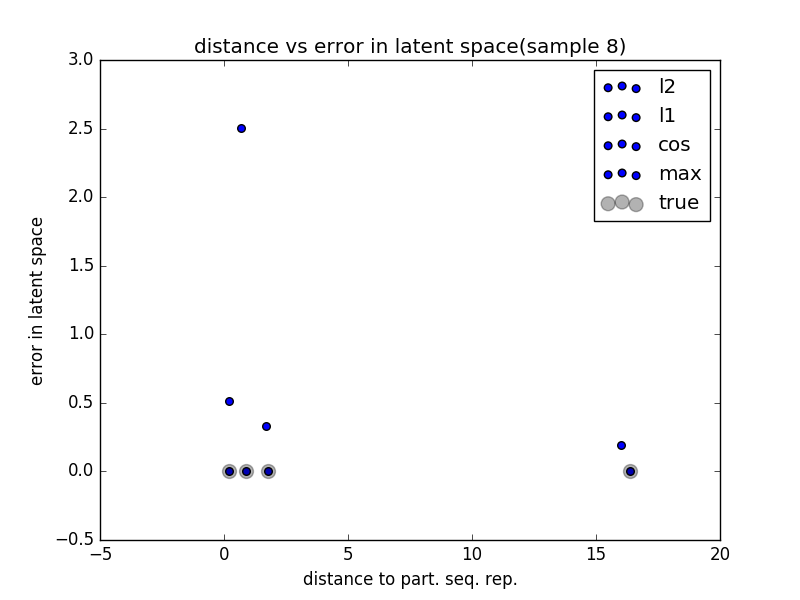 distance vs error in latent space(sample 8)
3.0
2.5
2.0
1.5
1.0
0.5
0.0
−0.5
error in latent space
l2
l1
cos
max
true
−5 0 5 10 15 20
distance to part. seq. rep.